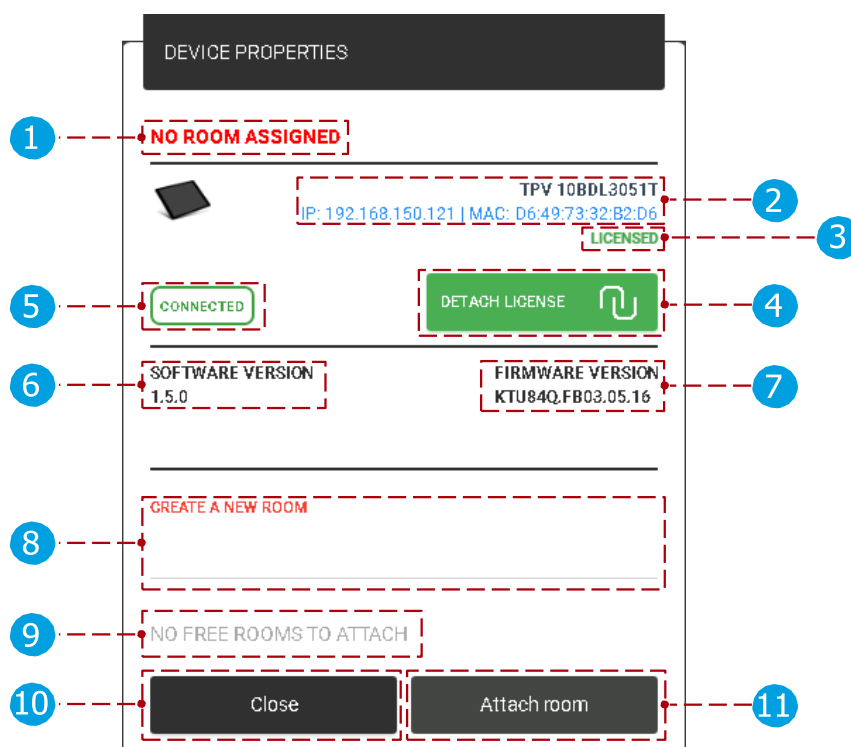 DEVICE PROPERTIES
1
NO ROOM ASSIGNED
TPV 10BDL3051T
2
IP: 192.168.150.121 | MAC: D6:49:73:32:B2:D6
LICENSED
3
5
CONNECTED
DETACH LICENSE
4
6
SOFTWARE VERSION
1.5.0
FIRMWARE VERSION
KTU84Q.FB03.05.16
7
CREATE A NEW ROOM
8
9
NO FREE ROOMS TO ATTACH
10
Close
Attach room
11